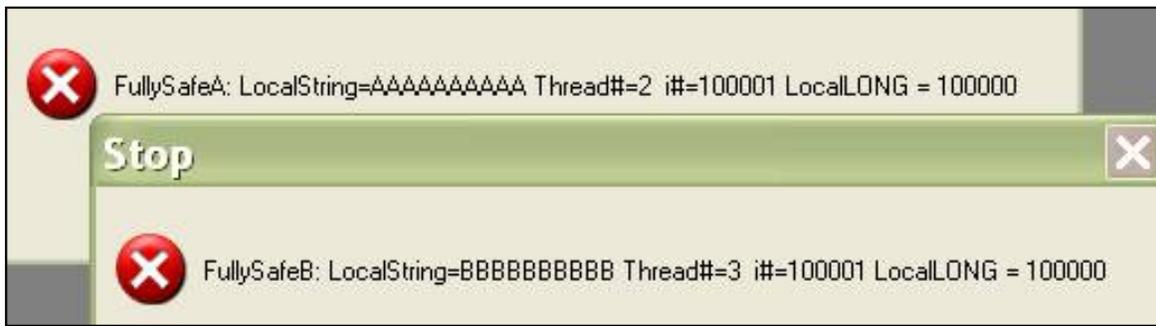 FullySafeA: LocalString=AAAAAAAAAA Thread#=2 i#=100001 LocalLONG = 100000
Stop
FullySafeB: LocalString=BBBBBBBBBB Thread#=3 i#=100001 LocalLONG = 100000